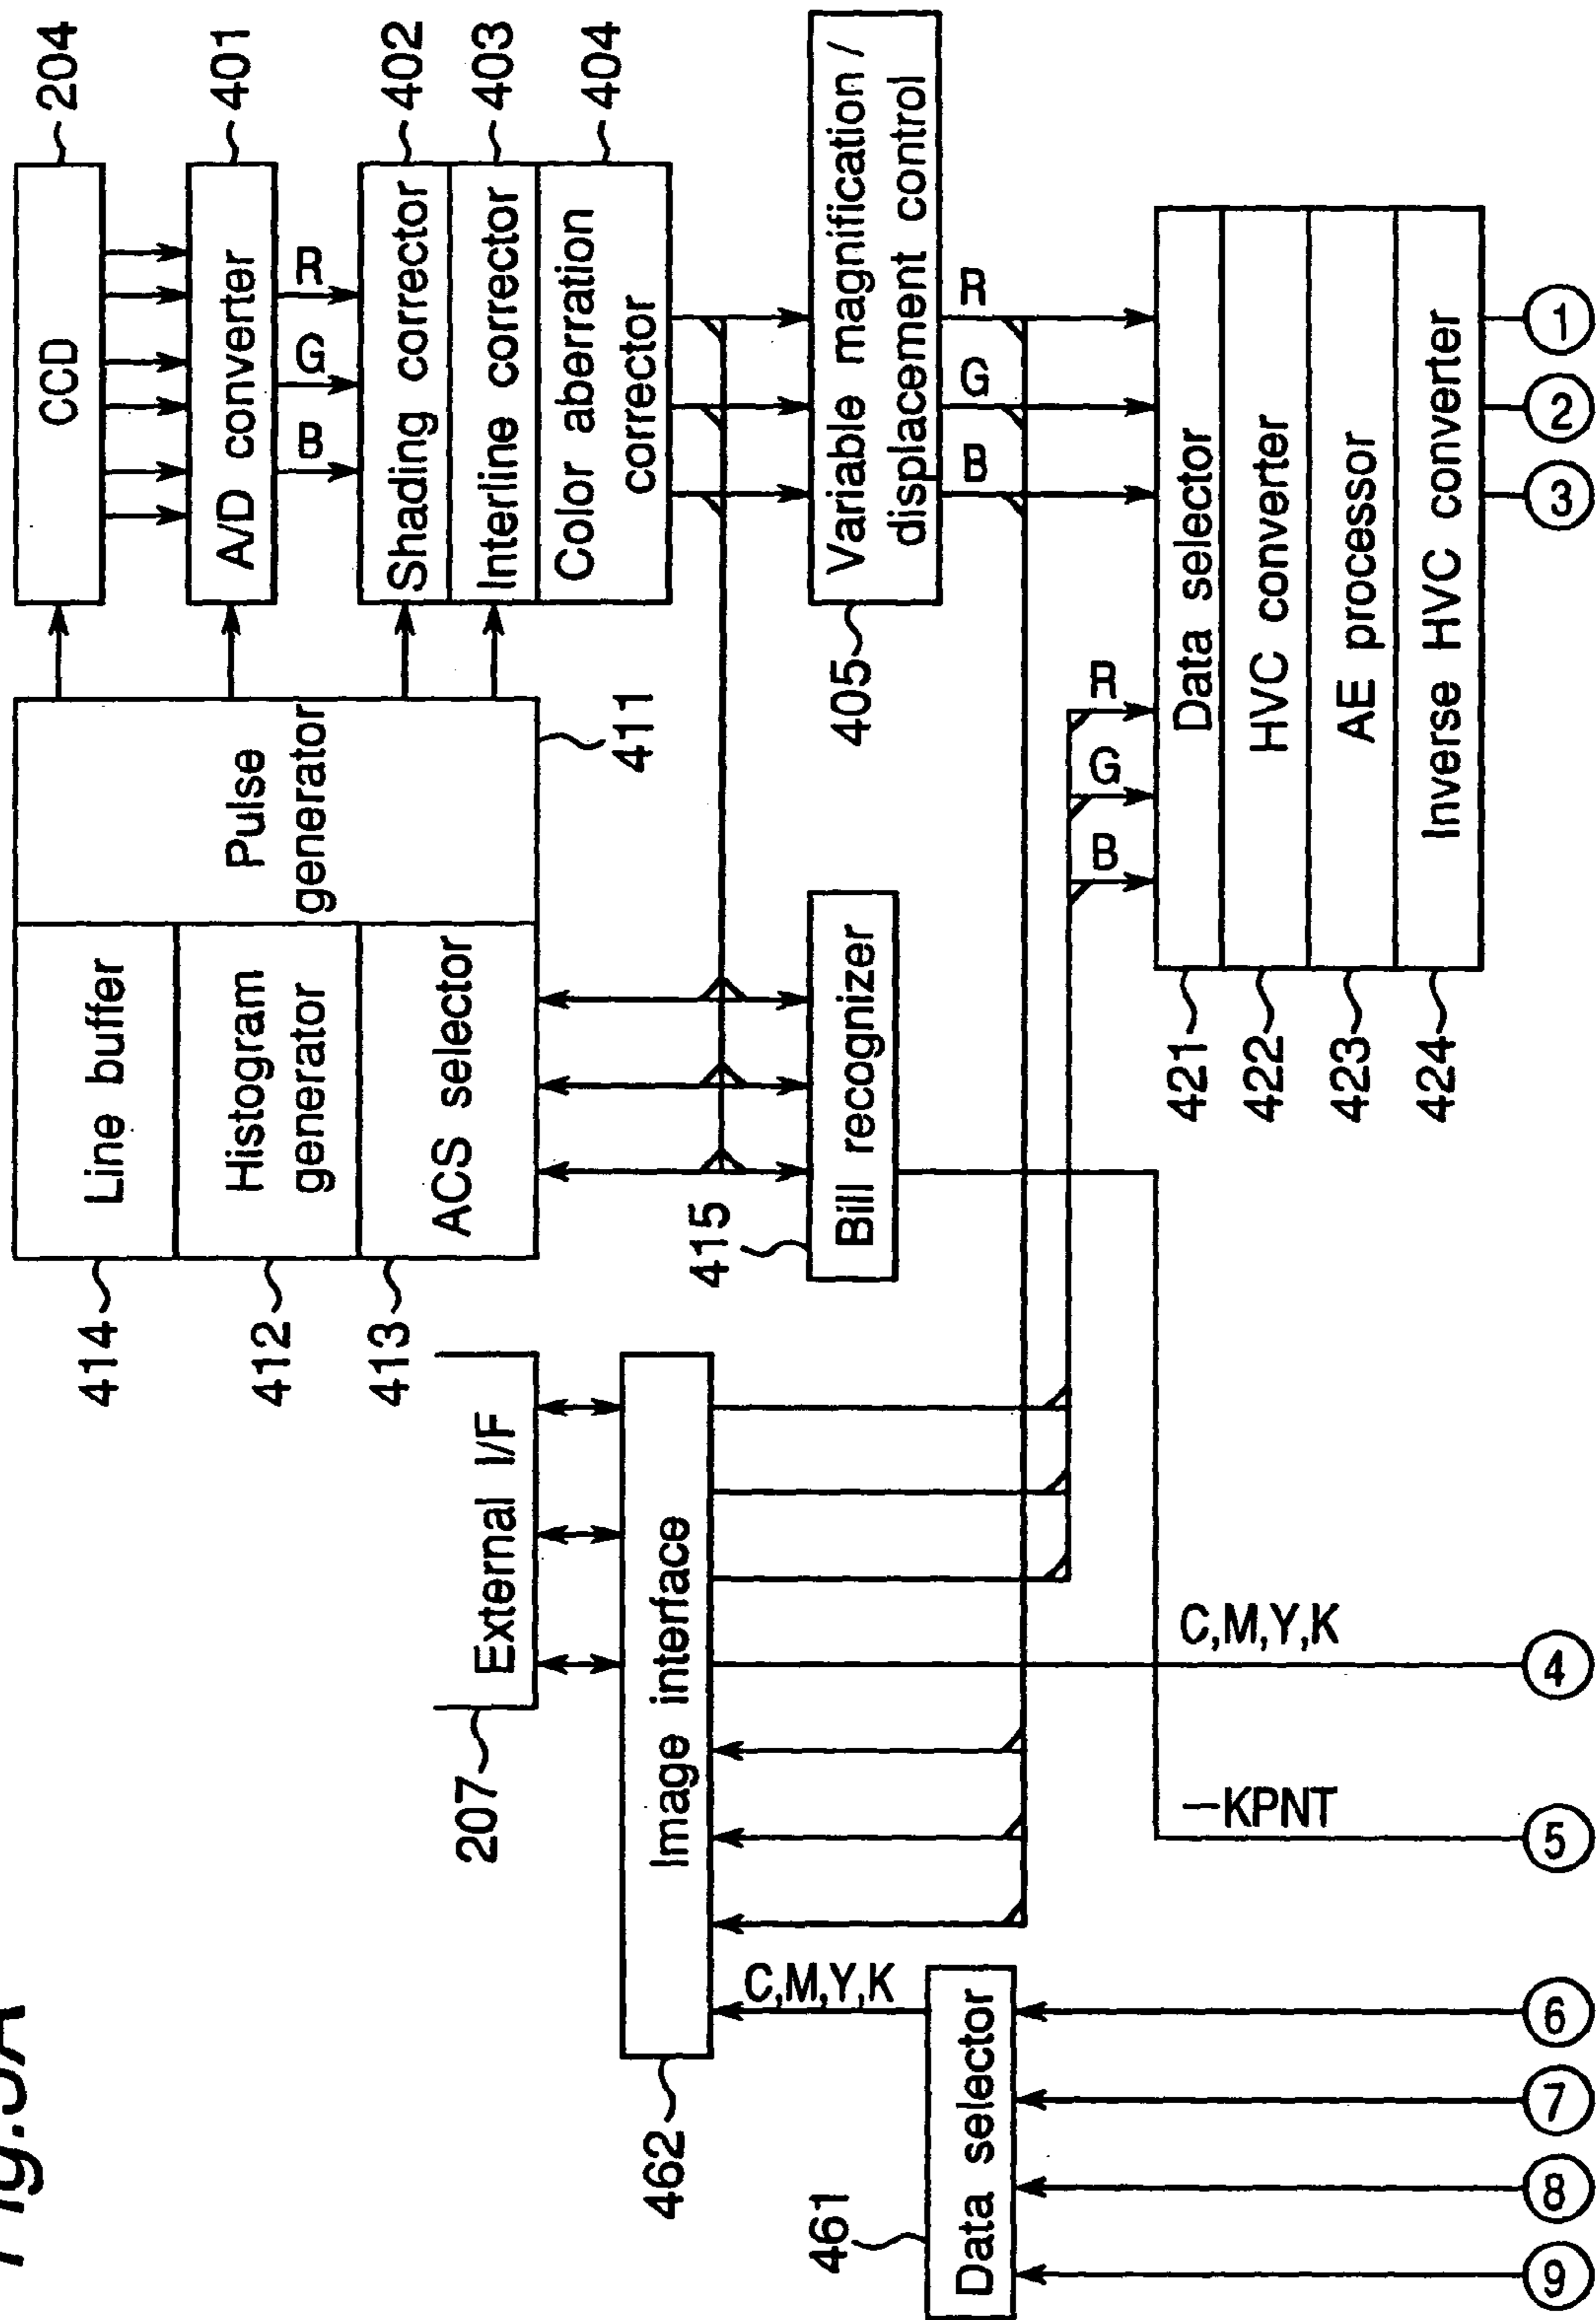 Fig.3A
CCD
204
A/D converter
401
R
G
B
Shading corrector
402
Interline corrector
403
Color aberration
corrector
404
Pulse
generator
411
Line buffer
414
Histogram
generator
412
ACS selector
413
Variable magnification /
displacement control
405
R
G
B
Bill recognizer
415
External I/F
207
Image interface
462
R
G
B
Data selector
421
HVC converter
422
AE processor
423
Inverse HVC converter
424
C,M,Y,K
—KPNT
C,M,Y,K
Data selector
461
1
2
3
4
5
6
7
8
9